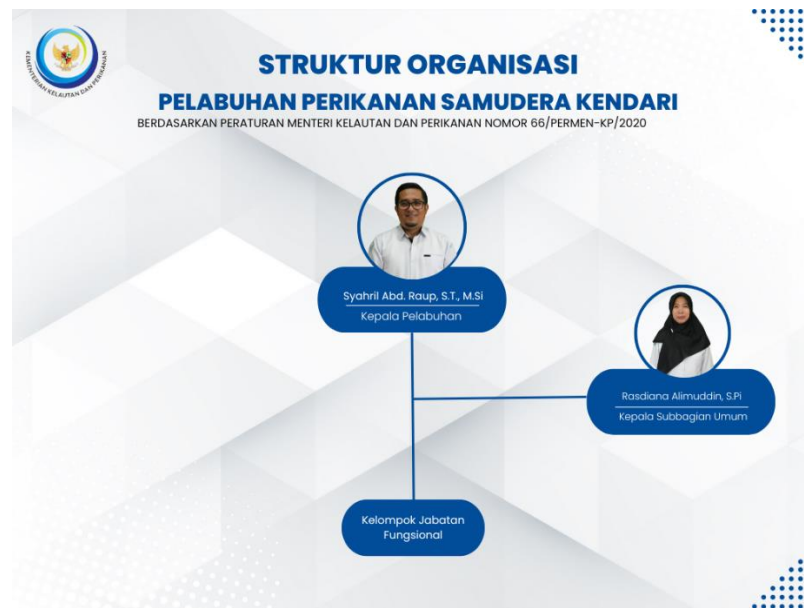 KEMENTERIAN KELAUTAN DAN PERIKANAN
STRUKTUR ORGANISASI
PELABUHAN PERIKANAN SAMUDERA KENDARI
BERDASARKAN PERATURAN MENTERI KELAUTAN DAN PERIKANAN NOMOR 66/PERMEN-KP/2020
Syahril Abd. Raup, S.T., M.Si
Kepala Pelabuhan
Rasdiana Alimuddin, S.Pi
Kepala Subbagian Umum
Kelompok Jabatan
Fungsional